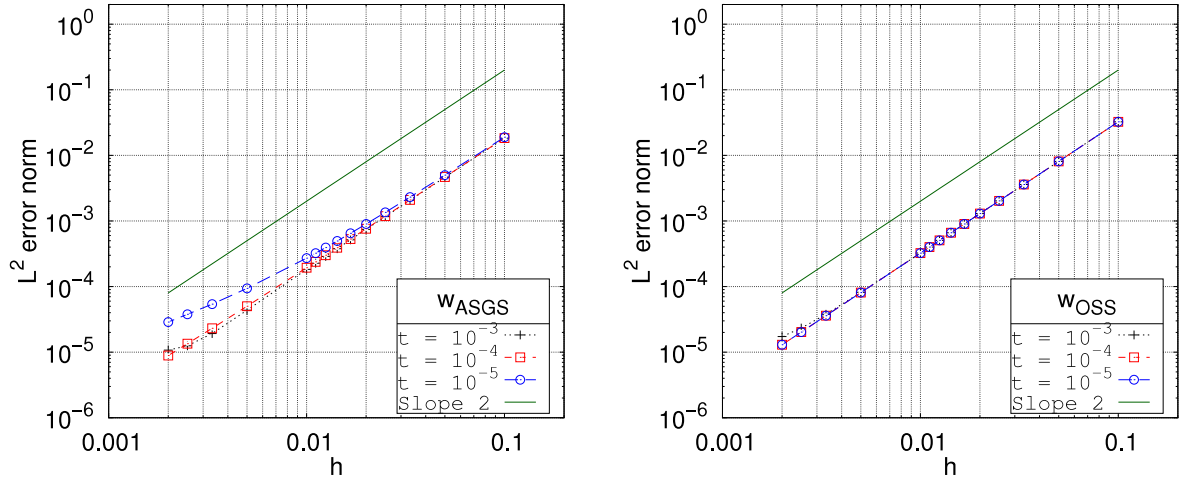 10^0
10^-1
10^-2
10^-3
10^-4
10^-5
10^-6
L^2 error norm
w_ASGS
t = 10^-3
t = 10^-4
t = 10^-5
Slope 2
0.001 0.01 0.1
h
10^0
10^-1
10^-2
10^-3
10^-4
10^-5
10^-6
L^2 error norm
w_OSS
t = 10^-3
t = 10^-4
t = 10^-5
Slope 2
0.001 0.01 0.1
h